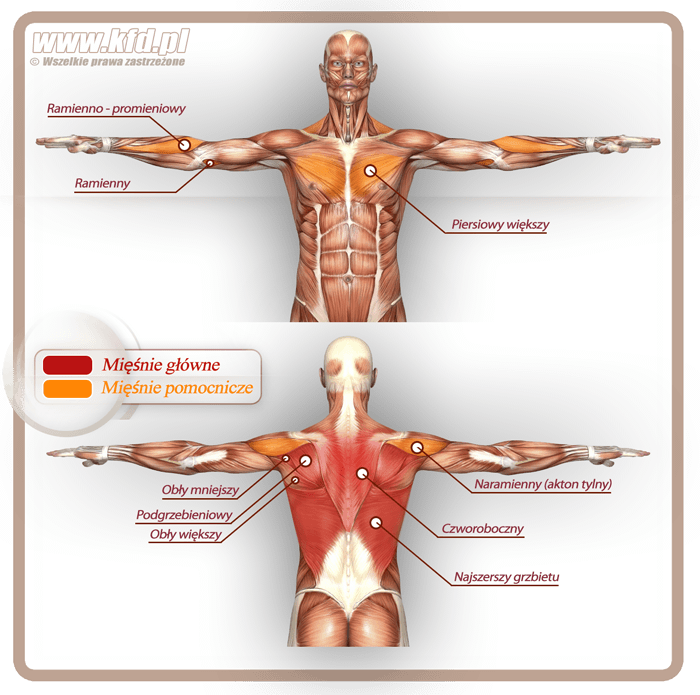 www.kfd.pl
© Wszelkie prawa zastrzeżone
Ramienno - promieniowy
Ramienny
Piersiowy większy
Mięśnie główne
Mięśnie pomocnicze
Obły mniejszy
Naramienny (akton tylny)
Podgrzebieniowy
Czworoboczny
Obły większy
Najszerszy grzbietu